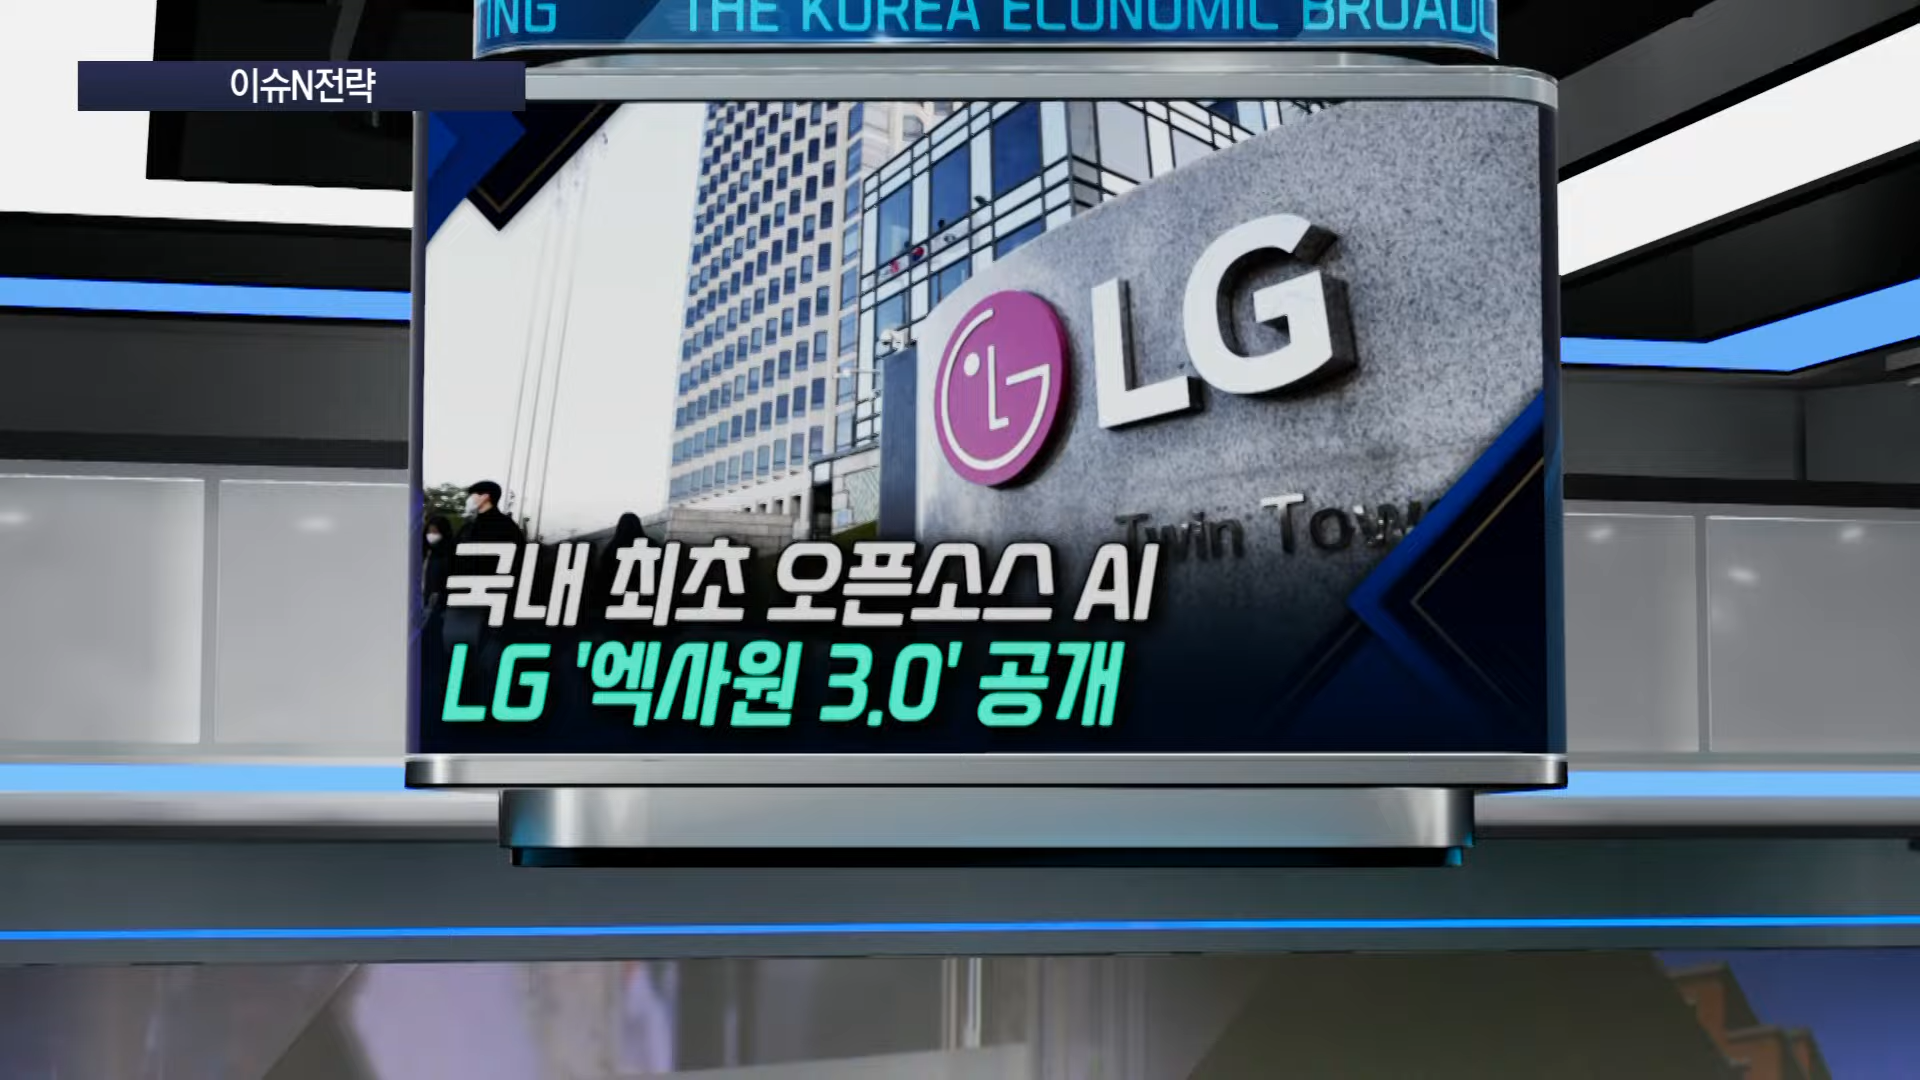 THE KOREA ECONOMIC
이슈N전략
LG
Twin
국내 최초 오픈소스 AI
LG '엑사원 3.0' 공개